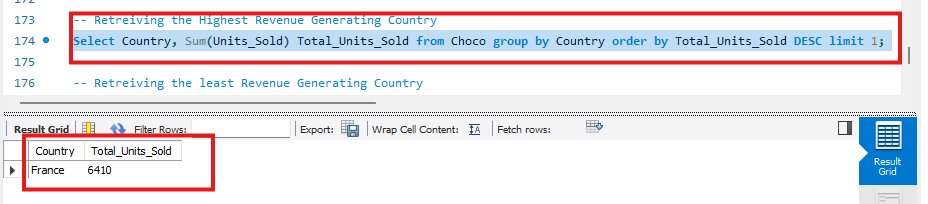 173 -- Retreiving the Highest Revenue Generating Country
174 Select Country, Sum(Units_Sold) Total_Units_Sold from Choco group by Country order by Total_Units_Sold DESC limit 1;
175
176 -- Retreiving the least Revenue Generating Country
Result Grid Filter Rows: Export: Wrap Cell Content: Fetch rows:
Country Total_Units_Sold
France 6410
Result
Grid